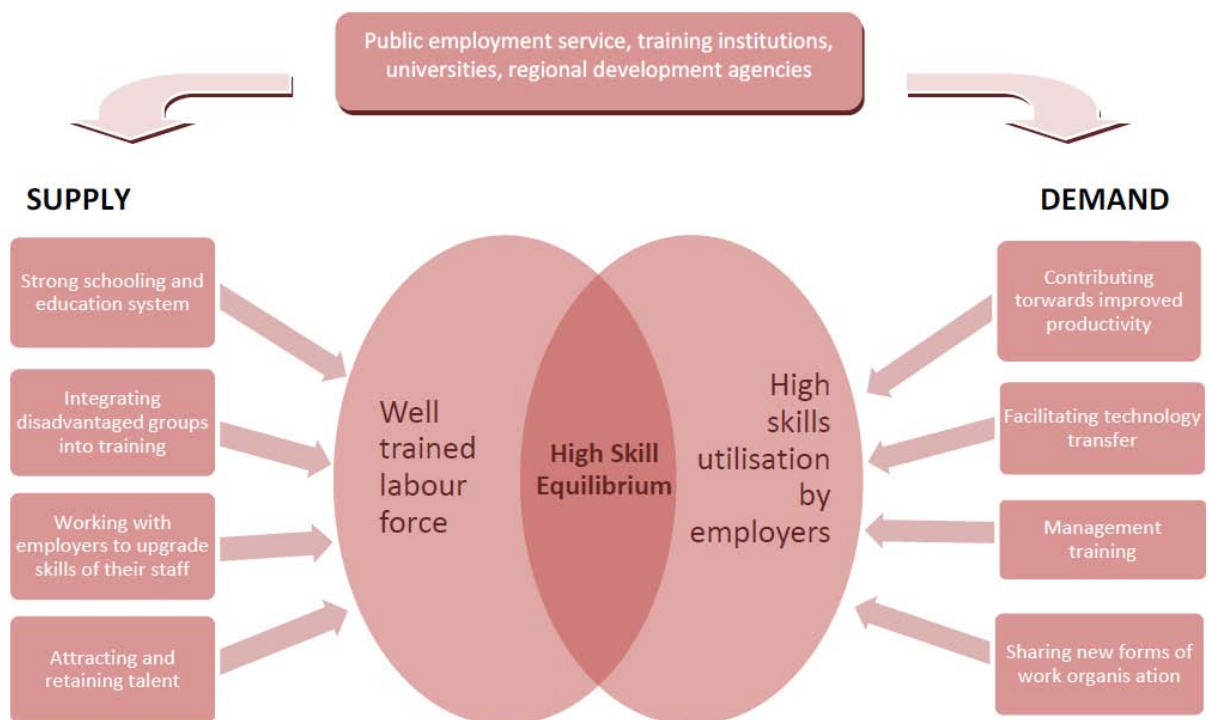 Public employment service, training institutions,
universities, regional development agencies
SUPPLY
DEMAND
Strong schooling and
education system
Integrating
disadvantaged groups
into training
Working with
employers to upgrade
skills of their staff
Attracting and
retaining talent
Well
trained
labour
force
High Skill
Equilibrium
High
skills
utilisation
by
employers
Contributing
torwards improved
productivity
Facilitating technology
transfer
Management
training
Sharing new forms of
work organis ation